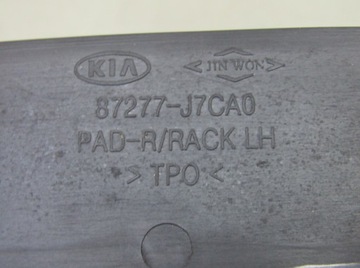 KIA JIN WON
87277-J7CA0
PAD-R/RACK LH
>TPO<